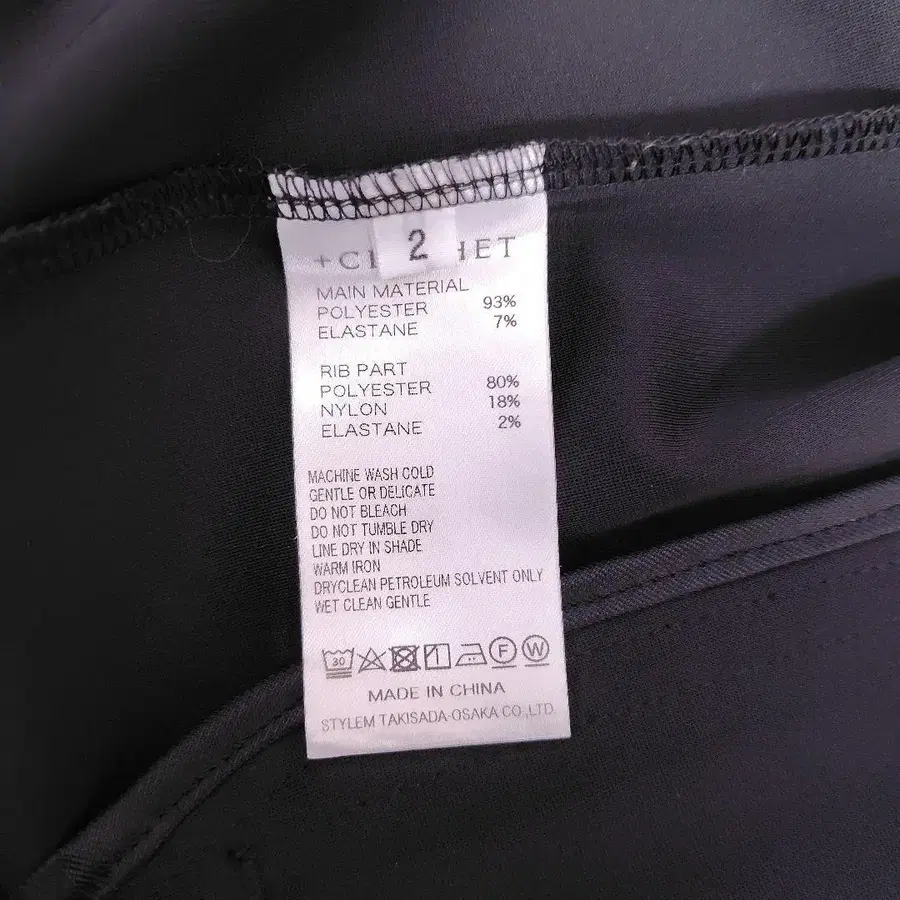 2
MAIN MATERIAL
POLYESTER 93%
ELASTANE 7%
RIB PART
POLYESTER 80%
NYLON 18%
ELASTANE 2%
MACHINE WASH COLD
GENTLE OR DELICATE
DO NOT BLEACH
DO NOT TUMBLE DRY
LINE DRY IN SHADE
WARM IRON
DRYCLEAN PETROLEUM SOLVENT ONLY
WET CLEAN GENTLE
30 F W
MADE IN CHINA
STYLEM TAKISADA-OSAKA CO.,LTD.